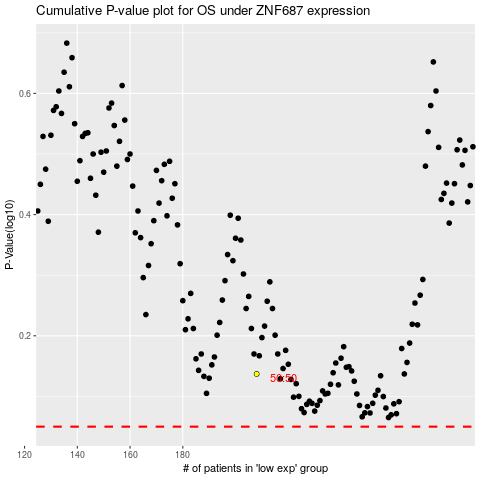 Cumulative P-value plot for OS under ZNF687 expression
P-Value(log10)
0.6
0.4
0.2
50:50
120 140 160 180
# of patients in 'low exp' group